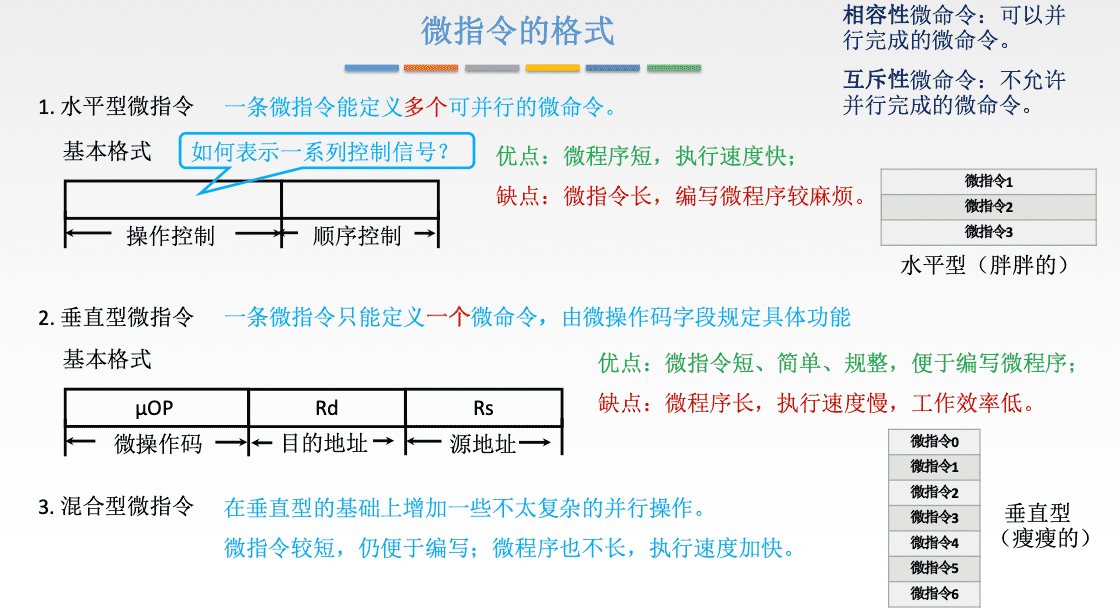 微指令的格式
相容性微命令：可以并
行完成的微命令。
互斥性微命令：不允许
并行完成的微命令。
1. 水平型微指令 一条微指令能定义多个可并行的微命令。
基本格式
如何表示一系列控制信号？
操作控制 顺序控制
优点：微程序短，执行速度快；
缺点：微指令长，编写微程序较麻烦。
微指令1
微指令2
微指令3
水平型（胖胖的）
2. 垂直型微指令 一条微指令只能定义一个微命令，由微操作码字段规定具体功能
基本格式
μOP Rd Rs
微操作码 目的地址 源地址
优点：微指令短、简单、规整，便于编写微程序；
缺点：微程序长，执行速度慢，工作效率低。
微指令0
微指令1
微指令2
微指令3
微指令4
微指令5
微指令6
垂直型
（瘦瘦的）
3. 混合型微指令 在垂直型的基础上增加一些不太复杂的并行操作。
微指令较短，仍便于编写；微程序也不长，执行速度加快。